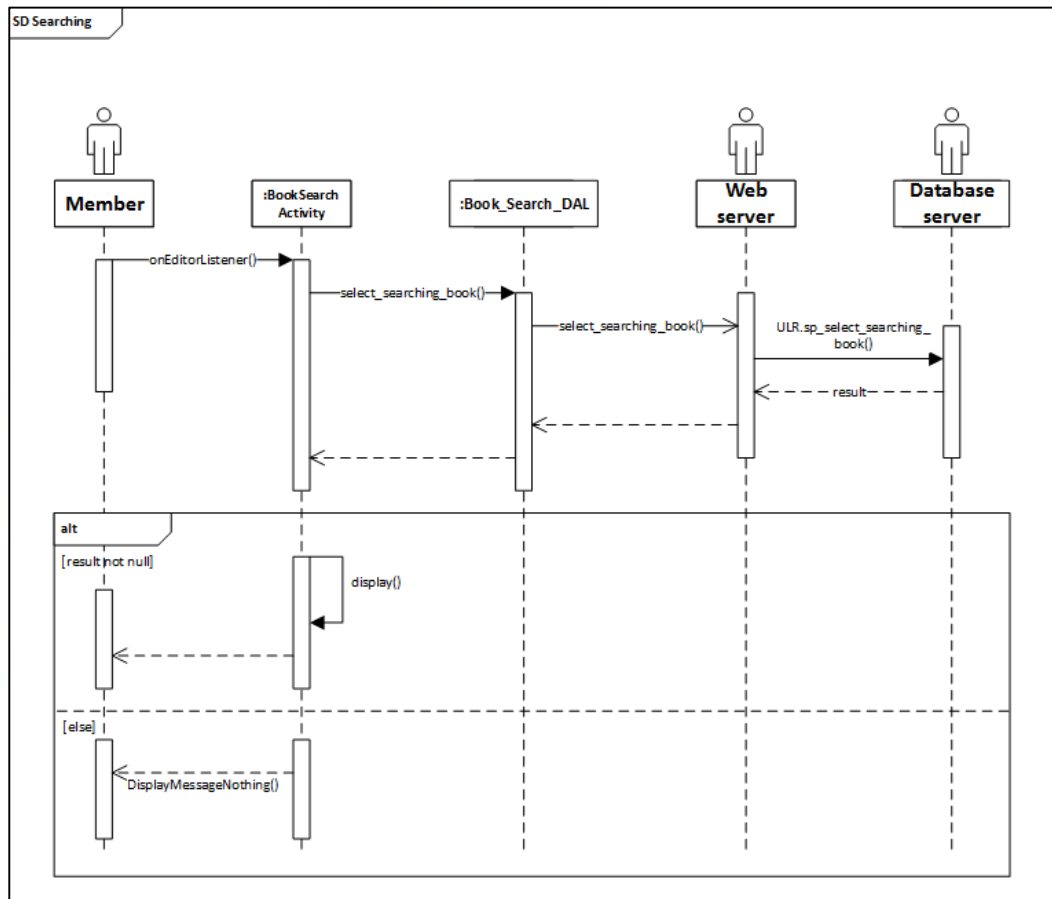 SD Searching
Member
:BookSearch
Activity
:Book_Search_DAL
Web
server
Database
server
onEditorListener()
select_searching_book()
select_searching_book()
ULR.sp_select_searching_
book()
result
alt
[result not null]
display()
[else]
DisplayMessageNothing()